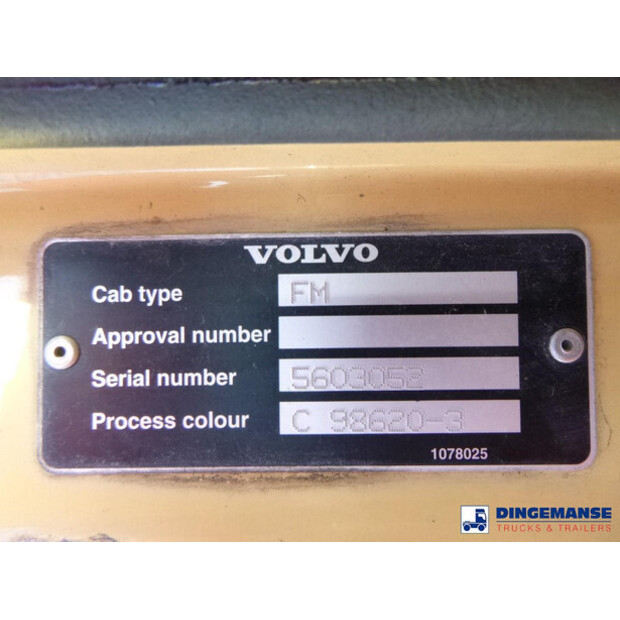 VOLVO
Cab type FM
Approval number
Serial number 5603052
Process colour C 98620-3
1078025
DINGEMANSE
TRUCKS & TRAILERS